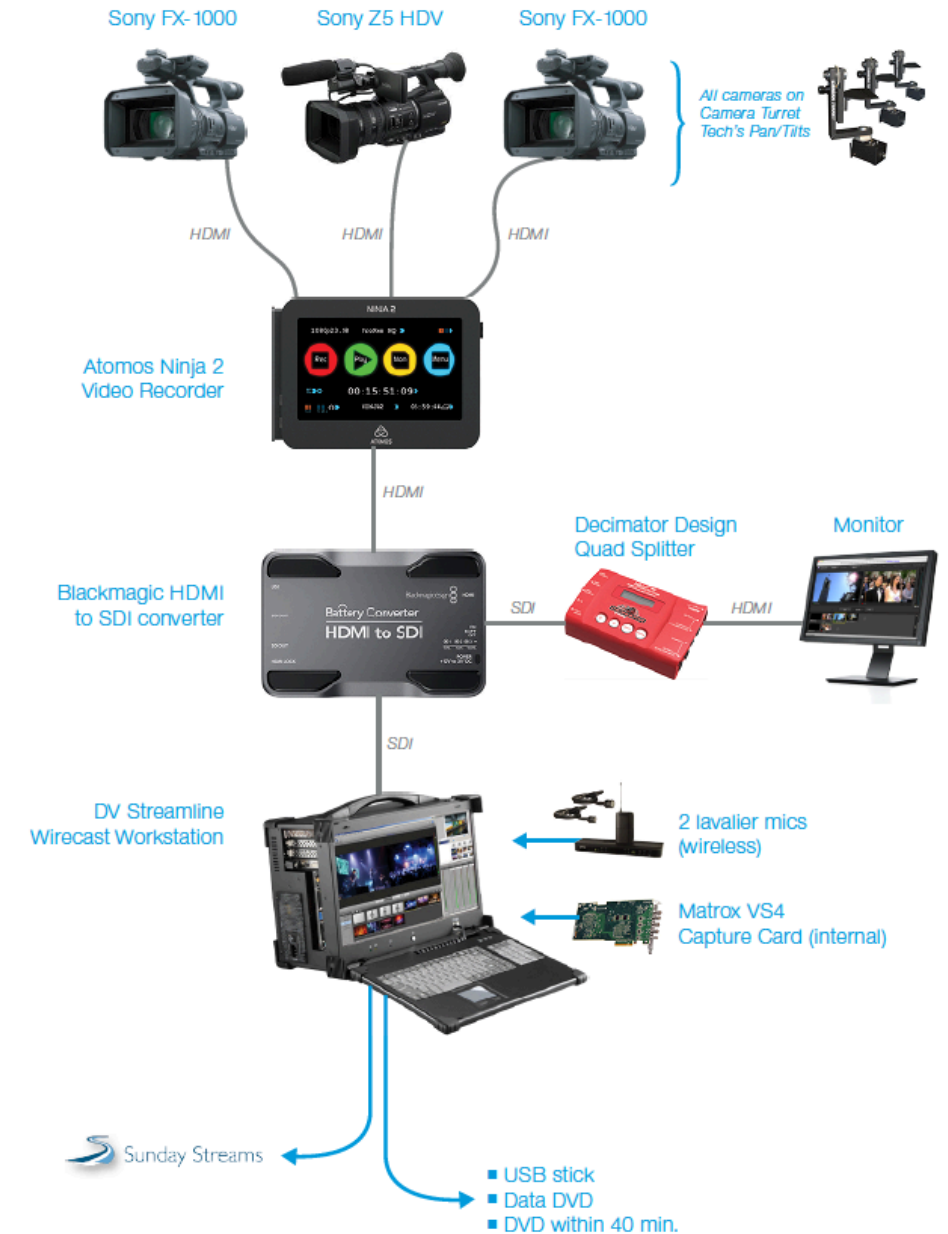 Sony FX-1000
Sony Z5 HDV
Sony FX-1000
All cameras on
Camera Turret
Tech's Pan/Tilts
HDMI
HDMI
HDMI
NINJA 2
Rec
Play
Mon
Menu
00:15:51:09
ATOMOS
Atomos Ninja 2
Video Recorder
HDMI
Decimator Design
Quad Splitter
Monitor
Blackmagic HDMI
to SDI converter
Battery Converter
HDMI to SDI
SDI
HDMI
SDI
DV Streamline
Wirecast Workstation
2 lavalier mics
(wireless)
Matrox VS4
Capture Card (internal)
Sunday Streams
▪ USB stick
▪ Data DVD
▪ DVD within 40 min.